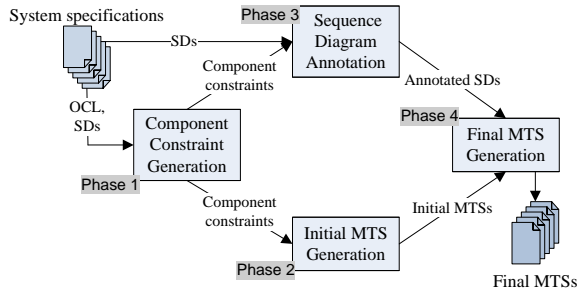 System specifications
Phase 3
Sequence
Diagram
Annotation
SDs
Component
constraints
Annotated SDs
OCL,
SDs
Component
Constraint
Generation
Phase 1
Phase 4
Final MTS
Generation
Component
constraints
Initial MTSs
Initial MTS
Generation
Phase 2
Final MTSs